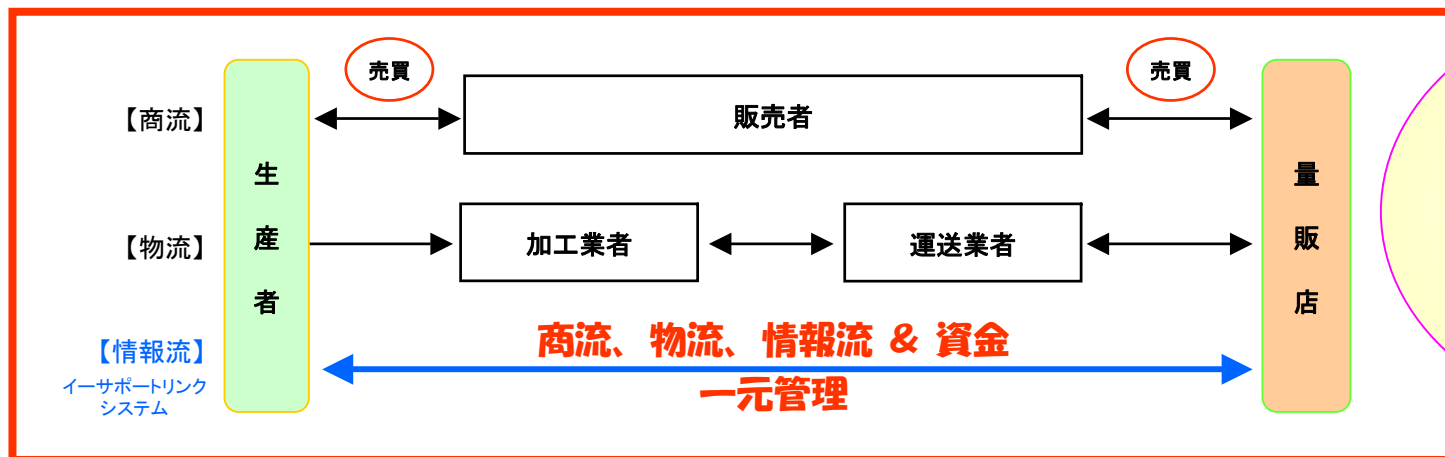 売買
売買
【商流】
販売者
生産者
量販店
【物流】
加工業者
運送業者
商流、物流、情報流 & 資金
一元管理
【情報流】
イーサポートリンク
システム